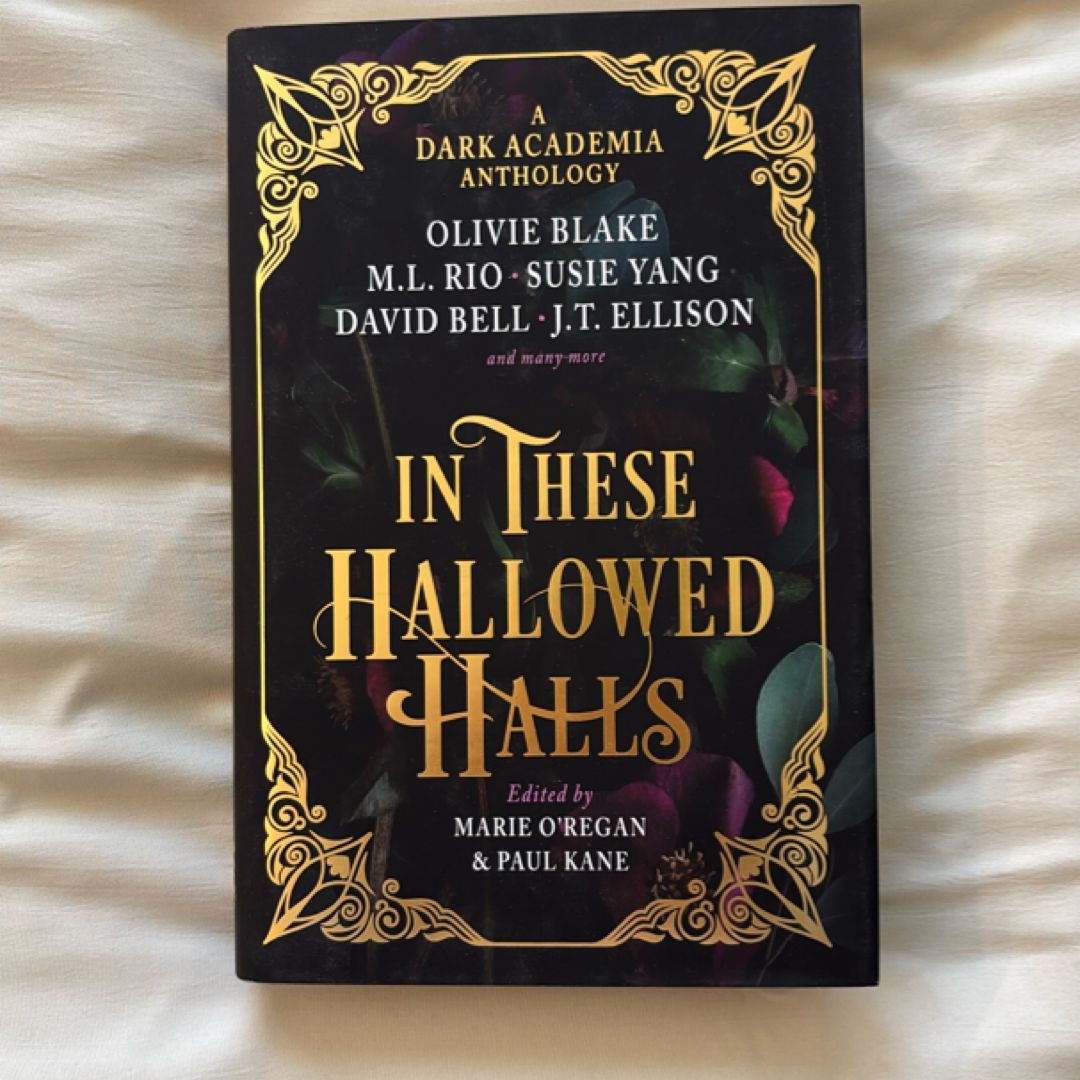 A
DARK ACADEMIA
ANTHOLOGY
OLIVIE BLAKE
M.L. RIO • SUSIE YANG
DAVID BELL • J.T. ELLISON
and many more
IN THESE
HALLOWED
HALLS
Edited by
MARIE O'REGAN
& PAUL KANE